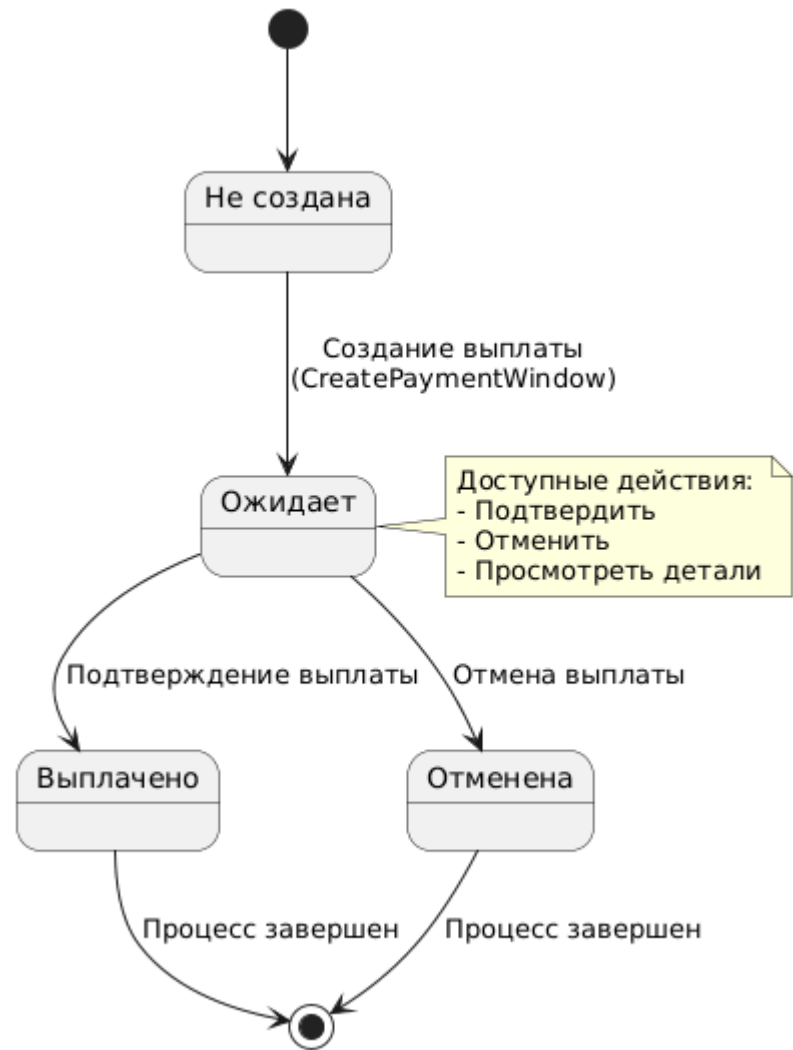 Не создана
Создание выплаты
(CreatePaymentWindow)
Ожидает
Доступные действия:
- Подтвердить
- Отменить
- Просмотреть детали
Подтверждение выплаты
Отмена выплаты
Выплачено
Отменена
Процесс завершен
Процесс завершен